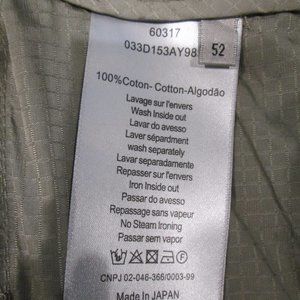 60317
033D153AY98
52
100%Coton- Cotton-Algodão
Lavage sur l'envers
Wash Inside out
Lavar do avesso
Laver séparement
wash separately
Lavar separadamente
Repasser sur l'envers
Iron Inside out
Passar do avesso
Repassage sans vapeur
No Steam Ironing
Passar sem vapor
CNPJ 02-046-366/0003-99
Made In JAPAN